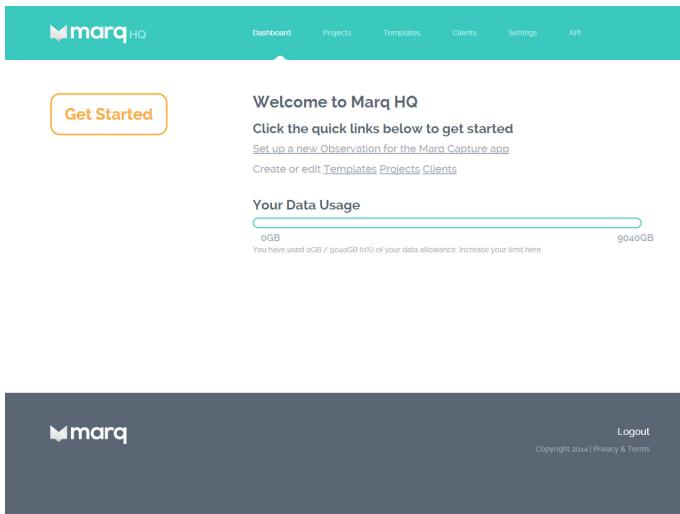 marq HQ
Dashboard Projects Templates Clients Settings API
Get Started
Welcome to Marq HQ
Click the quick links below to get started
Set up a new Observation for the Marq Capture app
Create or edit Templates Projects Clients
Your Data Usage
0GB 9040GB
You have used 0GB / 9040GB (0%) of your data allowance. Increase your limit here.
marq
Logout
Copyright 2014 | Privacy & Terms